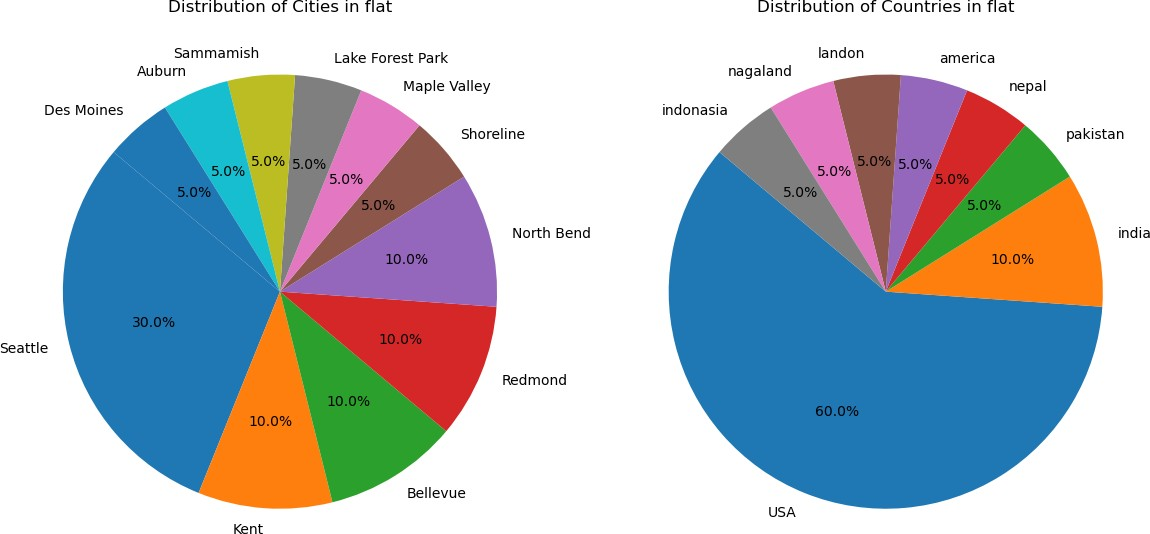 Distribution of Cities in flat
Seattle
30.0%
Kent
10.0%
Bellevue
10.0%
Redmond
10.0%
North Bend
10.0%
Shoreline
5.0%
Maple Valley
5.0%
Lake Forest Park
5.0%
Sammamish
5.0%
Auburn
5.0%
Des Moines
5.0%
Distribution of Countries in flat
USA
60.0%
india
10.0%
pakistan
5.0%
nepal
5.0%
america
5.0%
landon
5.0%
nagaland
5.0%
indonasia
5.0%